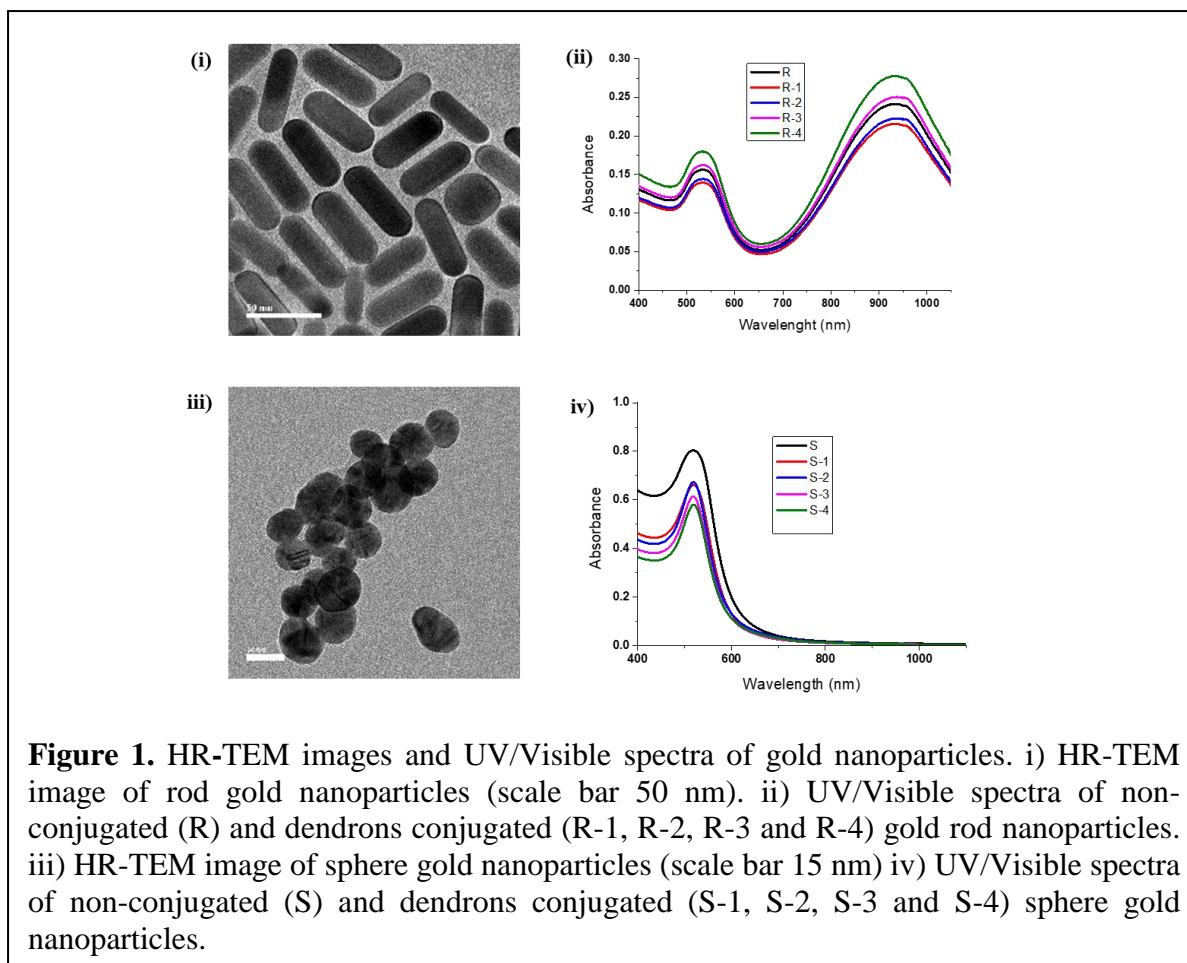 (i)
50 nm
(ii)
R
R-1
R-2
R-3
R-4
Absorbance
0.30
0.25
0.20
0.15
0.10
0.05
0.00
400 500 600 700 800 900 1000
Wavelenght (nm)
iii)
iv)
S
S-1
S-2
S-3
S-4
Absorbance
1.0
0.8
0.6
0.4
0.2
0.0
400 600 800 1000
Wavelength (nm)
Figure 1. HR-TEM images and UV/Visible spectra of gold nanoparticles. i) HR-TEM
image of rod gold nanoparticles (scale bar 50 nm). ii) UV/Visible spectra of non-
conjugated (R) and dendrons conjugated (R-1, R-2, R-3 and R-4) gold rod nanoparticles.
iii) HR-TEM image of sphere gold nanoparticles (scale bar 15 nm) iv) UV/Visible spectra
of non-conjugated (S) and dendrons conjugated (S-1, S-2, S-3 and S-4) sphere gold
nanoparticles.